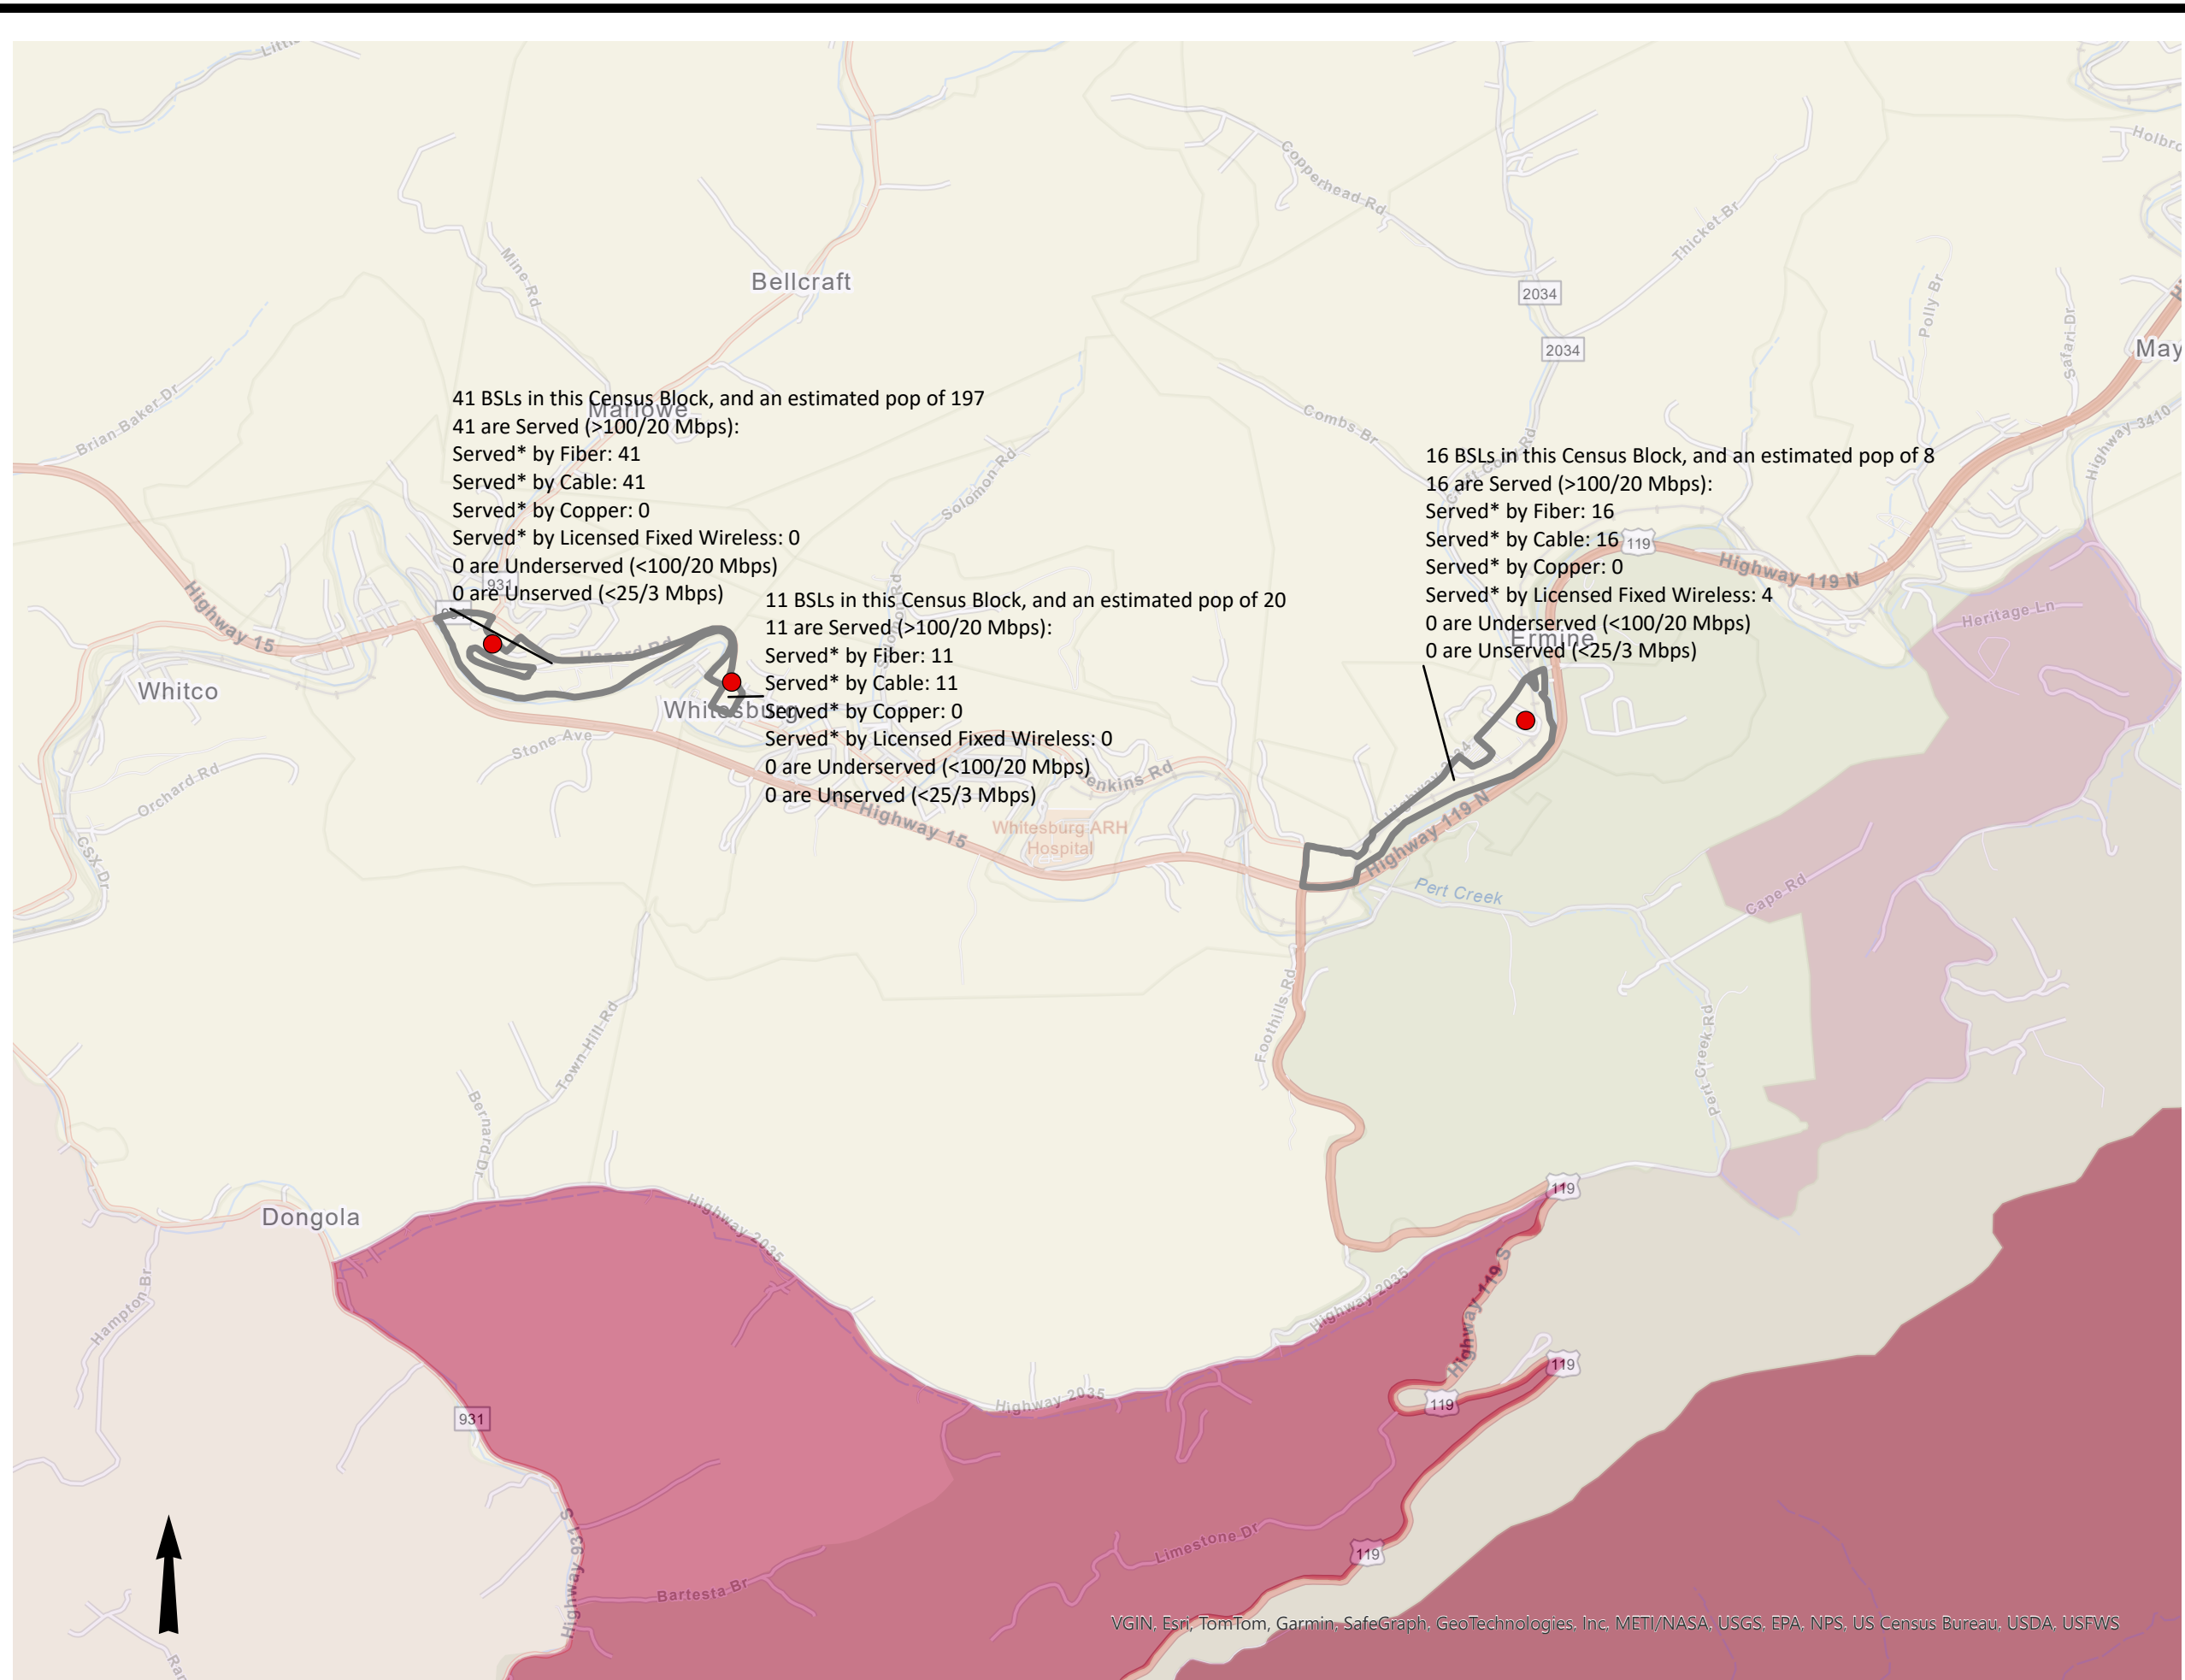 Holbro
Copperhead Rd
Thicket Br
Mine Rd
Bellcraft
2034
Polly Br
Safari Dr
2034
May
Brian Baker Dr
41 BSLs in this Census Block, and an estimated pop of 197
Marlowe
41 are Served (>100/20 Mbps):
Served* by Fiber: 41
Served* by Cable: 41
Served* by Copper: 0
Served* by Licensed Fixed Wireless: 0
0 are Underserved (<100/20 Mbps)
0 are Unserved (<25/3 Mbps)
931
Combs Br
Solomon Rd
Highway 3410
16 BSLs in this Census Block, and an estimated pop of 8
16 are Served (>100/20 Mbps):
Served* by Fiber: 16
Served* by Cable: 16
Served* by Copper: 0
Served* by Licensed Fixed Wireless: 4
0 are Underserved (<100/20 Mbps)
0 are Unserved (<25/3 Mbps)
Ermine
119
Highway 119 N
Heritage Ln
11 BSLs in this Census Block, and an estimated pop of 20
11 are Served (>100/20 Mbps):
Served* by Fiber: 11
Served* by Cable: 11
Served* by Copper: 0
Served* by Licensed Fixed Wireless: 0
0 are Underserved (<100/20 Mbps)
0 are Unserved (<25/3 Mbps)
Highway 15
Hazard Rd
Whitco
Whitesburg
Stone Ave
Orchard Rd
CSX Dr
Jenkins Rd
Highway 15
Whitesburg ARH
Hospital
Highway 119 N
Pert Creek
Cape Rd
Foothills Rd
Town Hill Rd
Bernard Dr
Pert Creek Rd
119
Dongola
Highway 2035
Highway 2035
Highway 119 S
Hampton Br
119
119
Highway 2035
931
Highway 931 S
Limestone Dr
119
Bartesta Br
VGIN, Esri, TomTom, Garmin, SafeGraph, GeoTechnologies, Inc, METI/NASA, USGS, EPA, NPS, US Census Bureau, USDA, USFWS